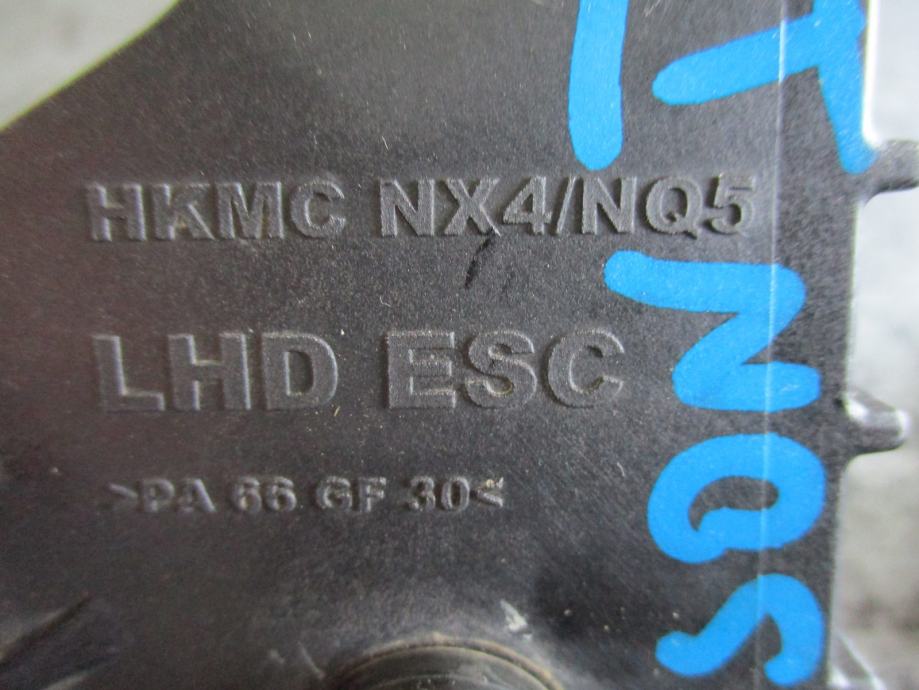 HKMC NX4/NQ5
LHD ESC
>PA 66 GF 30<
NQ5